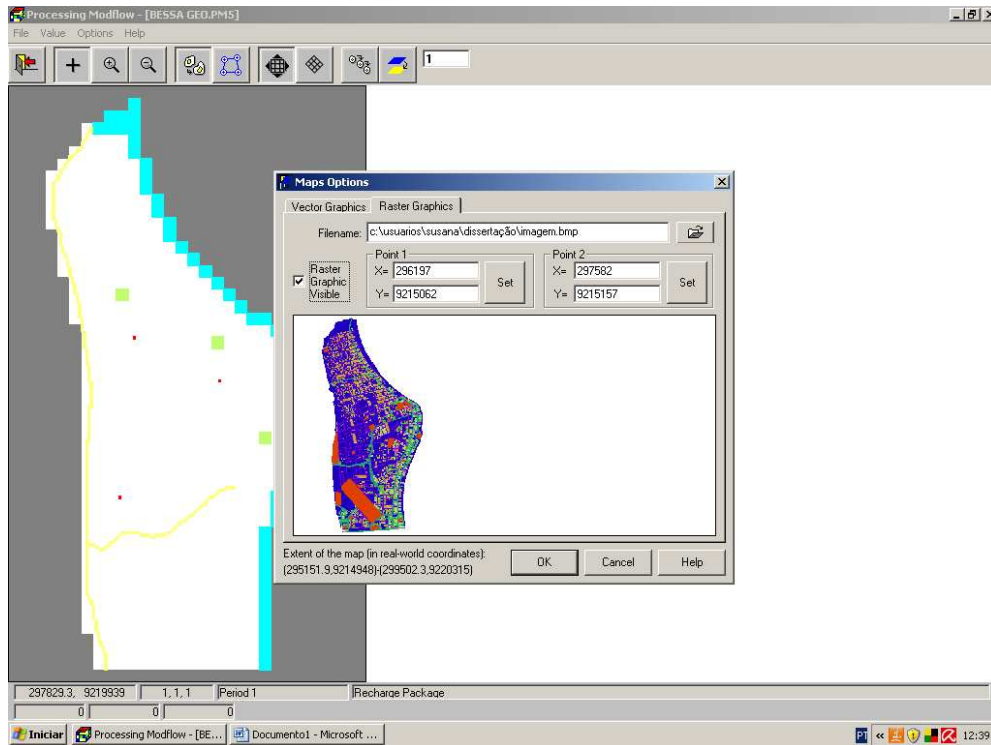 Processing Modflow - [BESSA GEO.PM5]
File Value Options Help
1
Maps Options
Vector Graphics Raster Graphics
Filename: c:\usuarios\susana\dissertação\imagem.bmp
Raster Graphic Visible
Point 1
X= 296197
Y= 9215062
Set
Point 2
X= 297582
Y= 9215157
Set
Extent of the map (in real-world coordinates):
(295151.9,9214948)-(299502.3,9220315)
OK Cancel Help
297829.3, 9219939 1, 1, 1 Period 1 Recharge Package
0 0 0
Iniciar Processing Modflow - [BE... Documento1 - Microsoft ... PT « 12:39